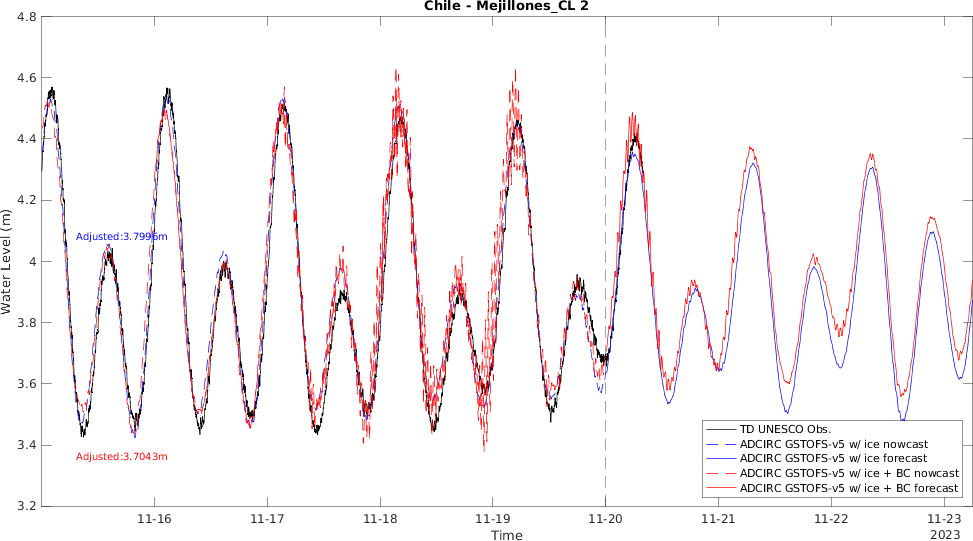 Chile - Mejillones_CL 2
4.8
4.6
4.4
4.2
4
3.8
3.6
3.4
3.2
Water Level (m)
Adjusted:3.7996m
Adjusted:3.7043m
TD UNESCO Obs.
ADCIRC GSTOFS-v5 w/ ice nowcast
ADCIRC GSTOFS-v5 w/ ice forecast
ADCIRC GSTOFS-v5 w/ ice + BC nowcast
ADCIRC GSTOFS-v5 w/ ice + BC forecast
11-16 11-17 11-18 11-19 11-20 11-21 11-22 11-23
Time
2023